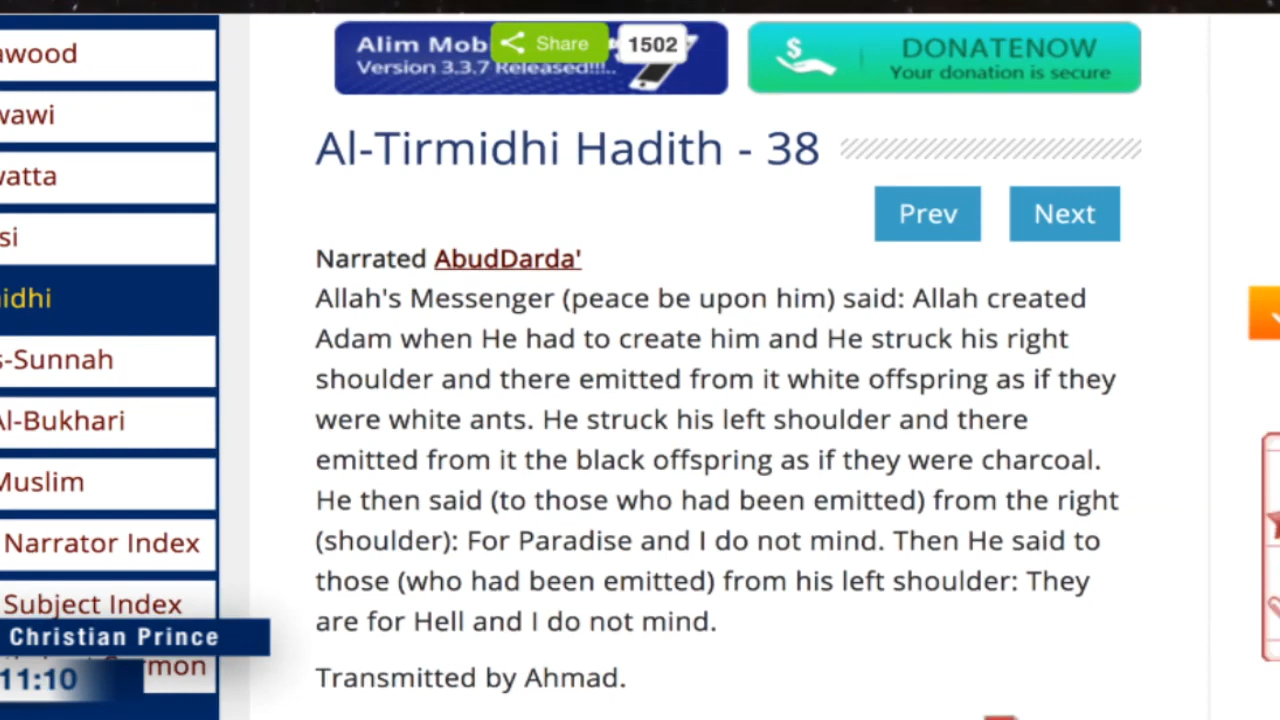 Alim Mob
Share
1502
Version 3.3.7 Released!!!..
DONATENOW
Your donation is secure
awood
wawi
watta
si
nidhi
s-Sunnah
Al-Bukhari
Muslim
Narrator Index
Subject Index
Christian Prince
mon
11:10
Al-Tirmidhi Hadith - 38
Prev
Next
Narrated AbudDarda'
Allah's Messenger (peace be upon him) said: Allah created
Adam when He had to create him and He struck his right
shoulder and there emitted from it white offspring as if they
were white ants. He struck his left shoulder and there
emitted from it the black offspring as if they were charcoal.
He then said (to those who had been emitted) from the right
(shoulder): For Paradise and I do not mind. Then He said to
those (who had been emitted) from his left shoulder: They
are for Hell and I do not mind.
Transmitted by Ahmad.